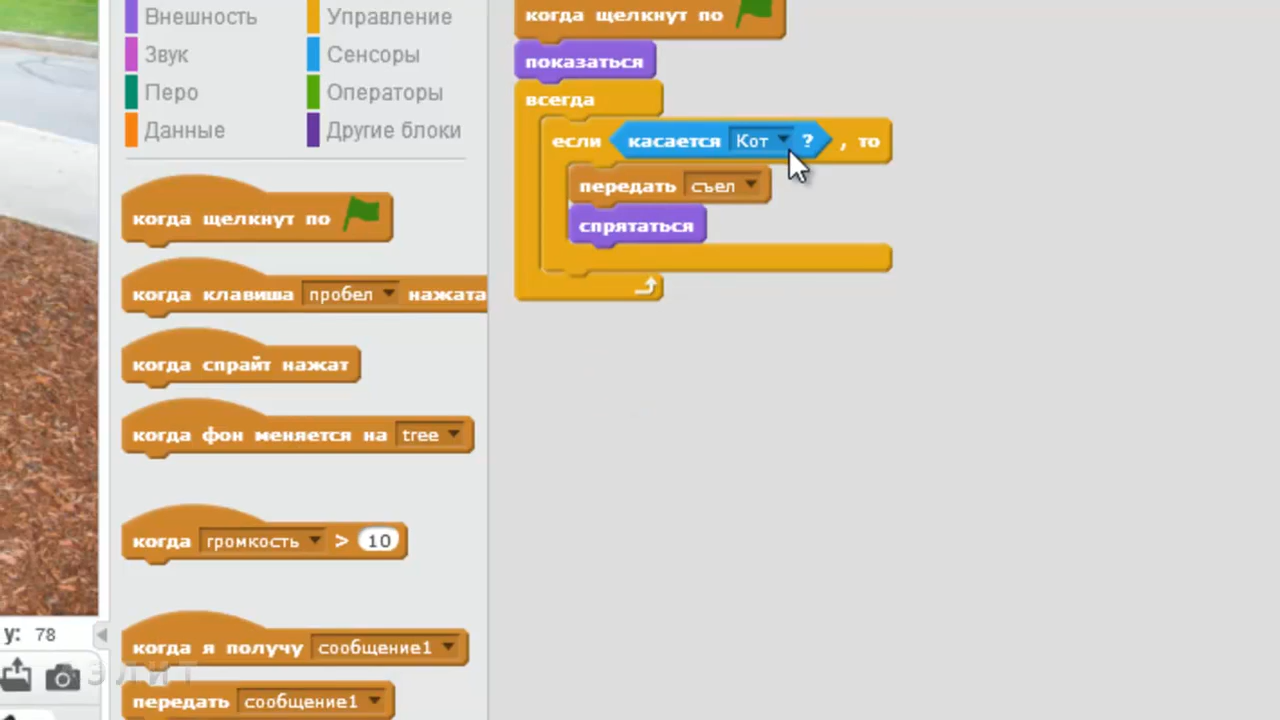 Внешность
Управление
Звук
Сенсоры
Перо
Операторы
Данные
Другие блоки
когда щелкнут по
когда клавиша пробел нажата
когда спрайт нажат
когда фон меняется на tree
когда громкость > 10
когда я получу сообщение1
передать сообщение1
когда щелкнут по
показаться
всегда
если касается Кот ? , то
передать съел
спрятаться
y: 78
АЭЛИТ